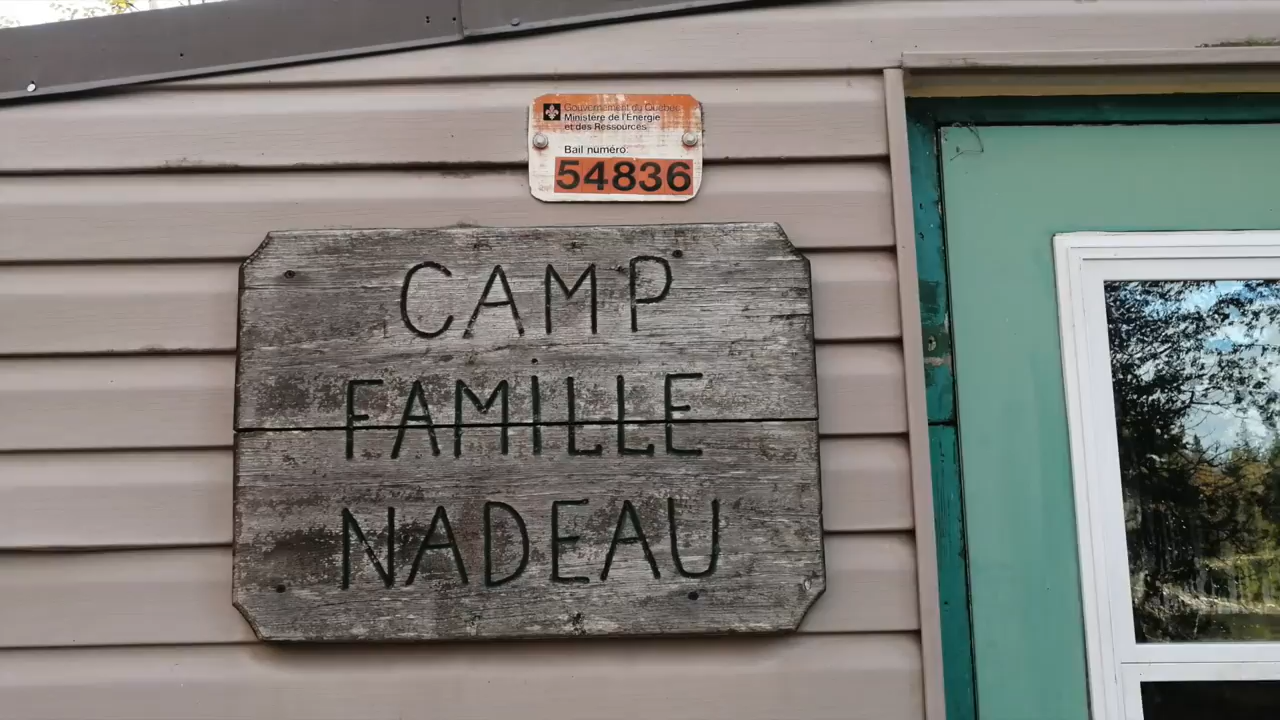 Gouvernement du Québec
Ministère de l'Énergie
et des Ressources
Bail numéro:
54836
CAMP
FAMILLE
NADEAU